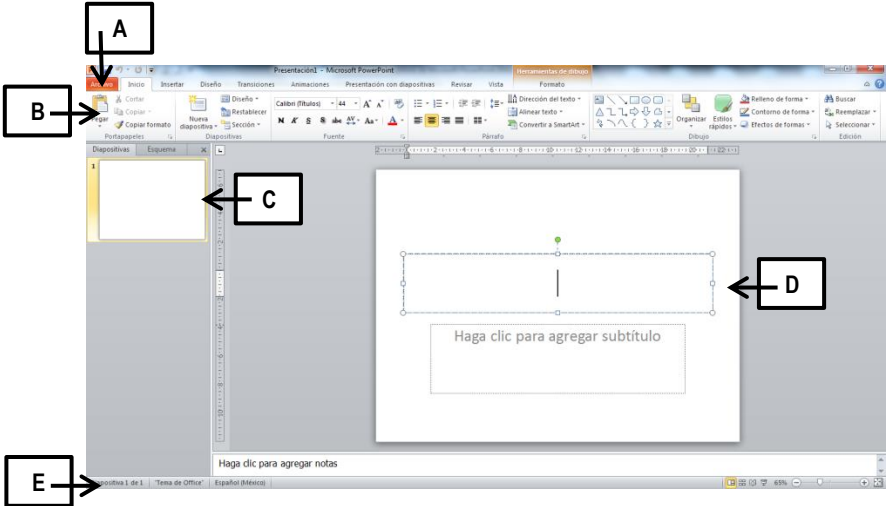 A
Presentación1 - Microsoft PowerPoint
Herramientas de dibujo
Archivo Inicio Insertar Diseño Transiciones Animaciones Presentación con diapositivas Revisar Vista Formato
B
Cortar
Copiar
Copiar formato
Portapapeles
Nueva
diapositiva
Diseño
Restablecer
Sección
Diapositivas
Calibri (Títulos) 44
N K S S abc AV Aa A
Fuente
Dirección del texto
Alinear texto
Convertir a SmartArt
Párrafo
Organizar
Estilos
rápidos
Relleno de forma
Contorno de forma
Efectos de formas
Dibujo
Buscar
Reemplazar
Seleccionar
Edición
Diapositivas Esquema
1
C
D
Haga clic para agregar subtítulo
Haga clic para agregar notas
E
Diapositiva 1 de 1 "Tema de Office" Español (México) 65%